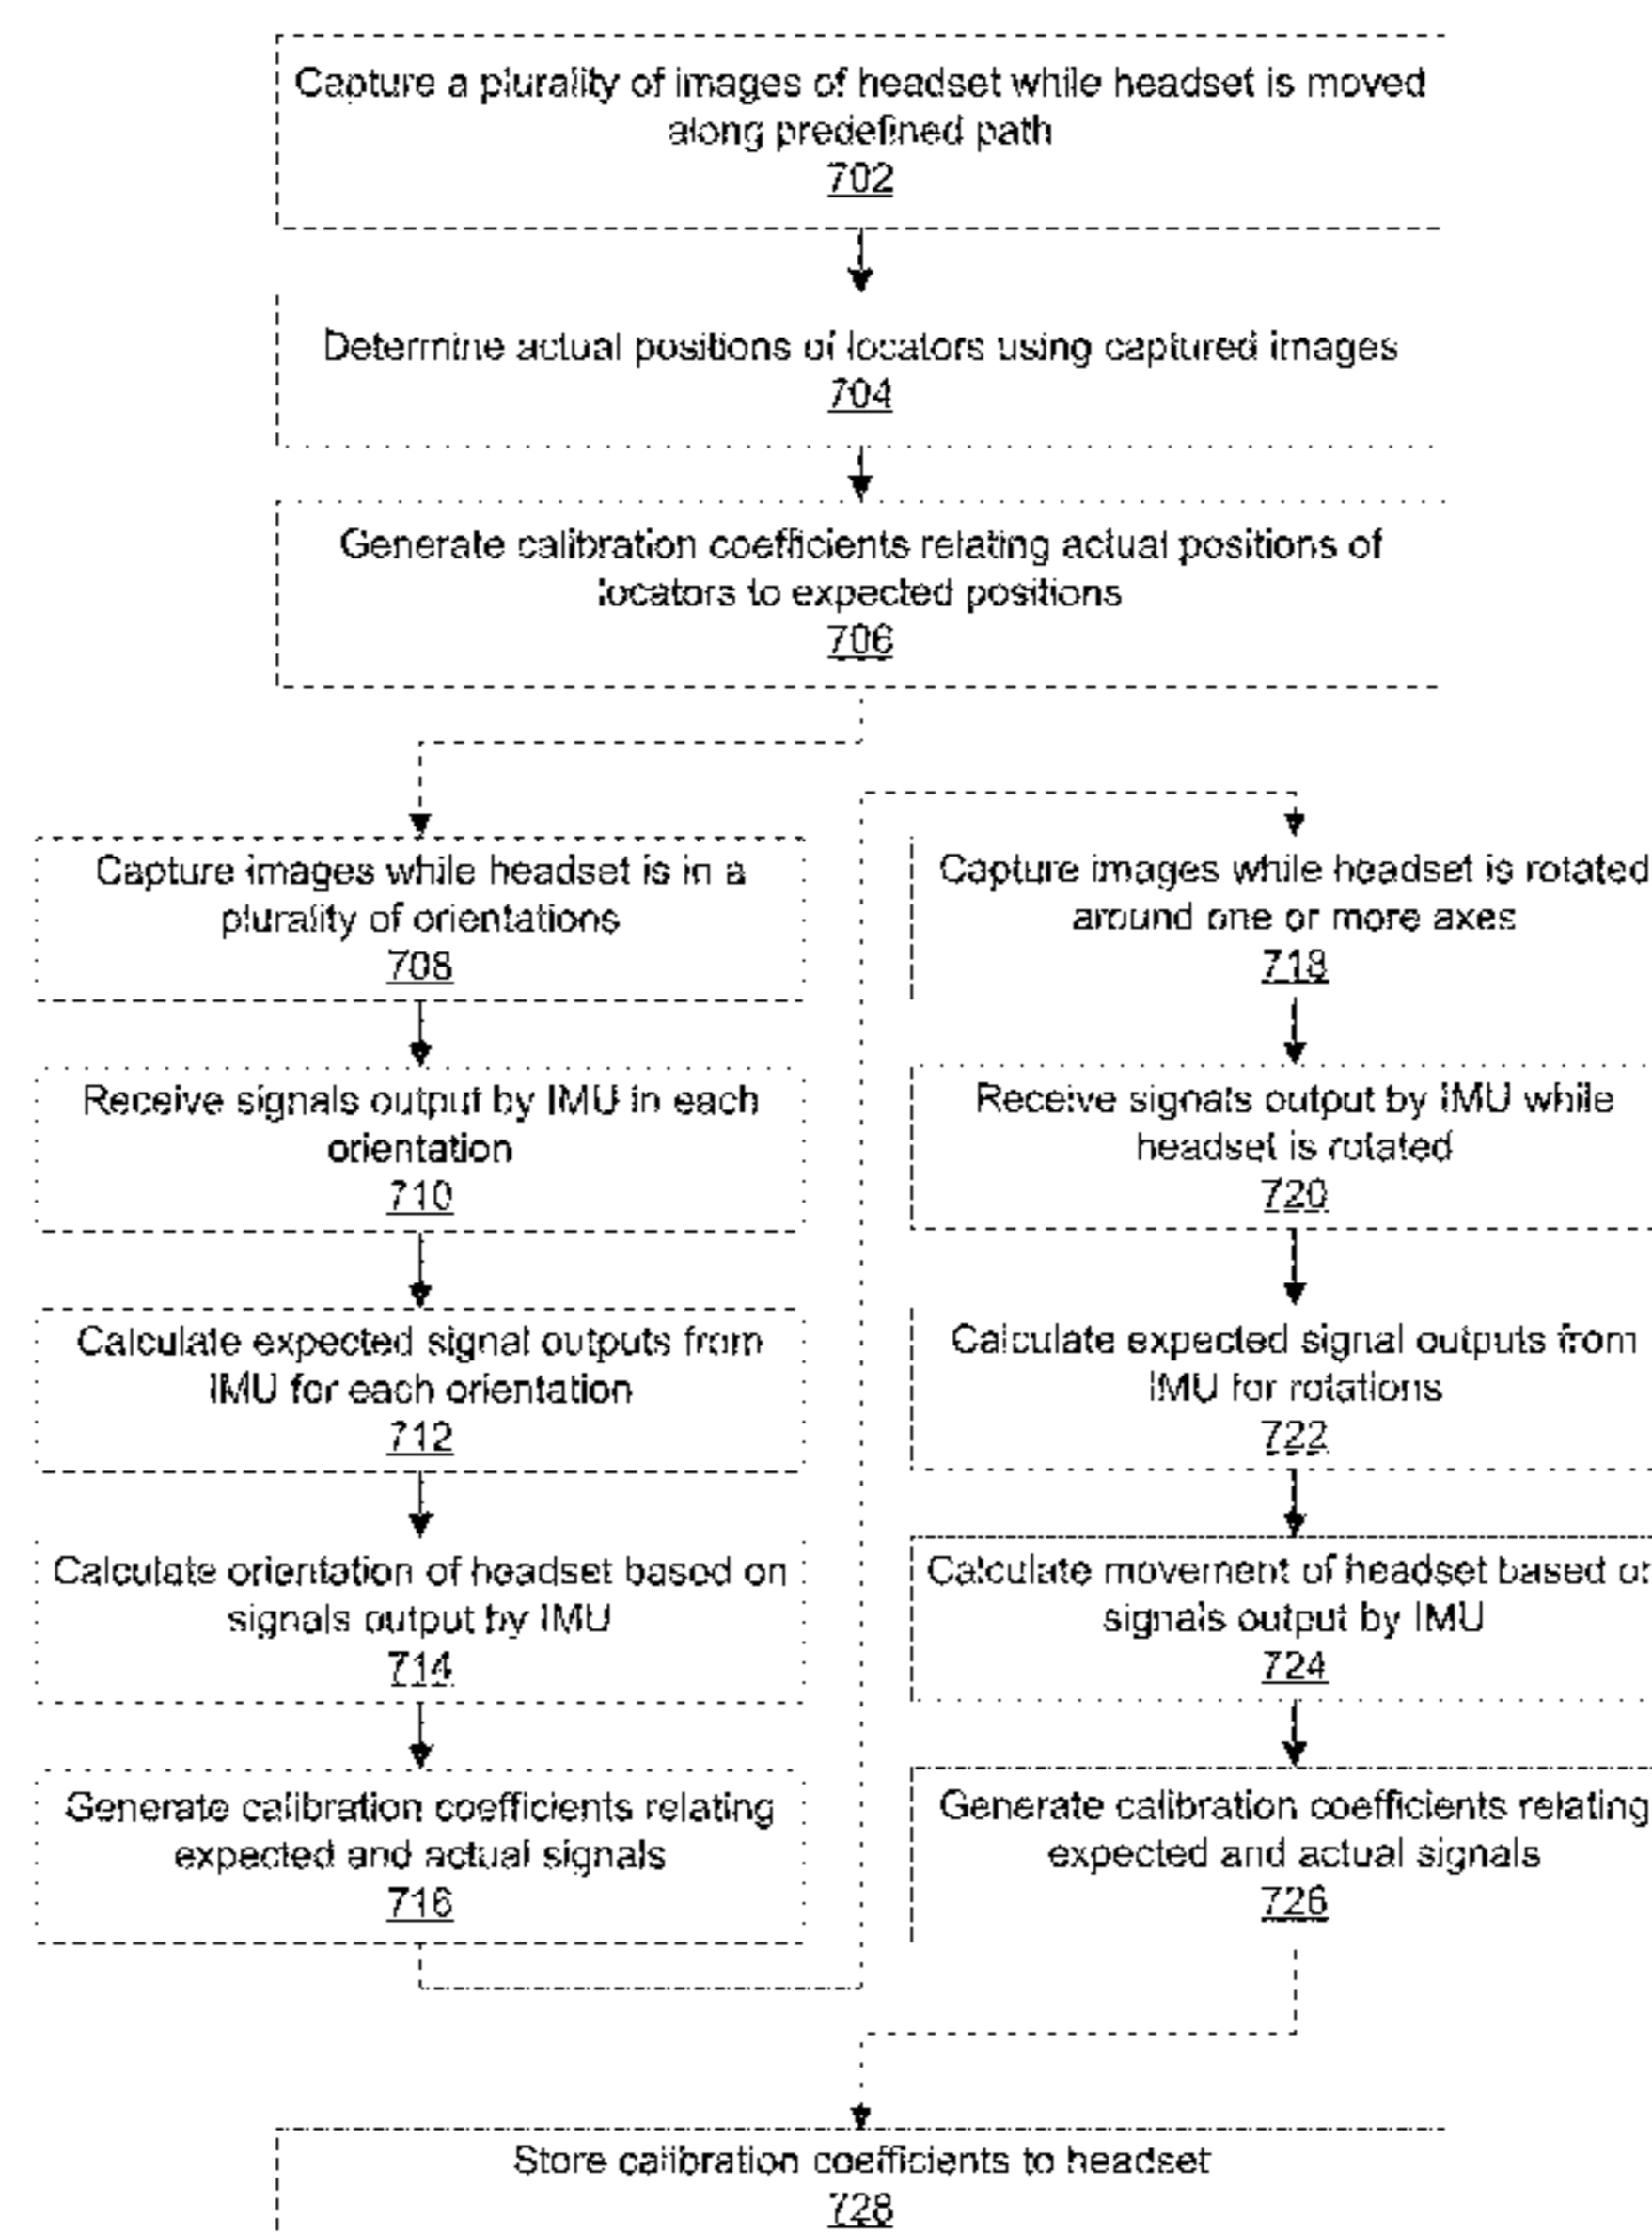 Capture a plurality of images of headset while headset is moved
along predefined path
702
Determine actual positions of locators using captured images
704
Generate calibration coefficients relating actual positions of
locators to expected positions
706
Capture images while headset is in a
plurality of orientations
708
Receive signals output by IMU in each
orientation
710
Calculate expected signal outputs from
IMU for each orientation
712
Calculate orientation of headset based on
signals output by IMU
714
Generate calibration coefficients relating
expected and actual signals
716
Capture images while headset is rotated
around one or more axes
718
Receive signals output by IMU while
headset is rotated
720
Calculate expected signal outputs from
IMU for rotations
722
Calculate movement of headset based on
signals output by IMU
724
Generate calibration coefficients relating
expected and actual signals
726
Store calibration coefficients to headset
728